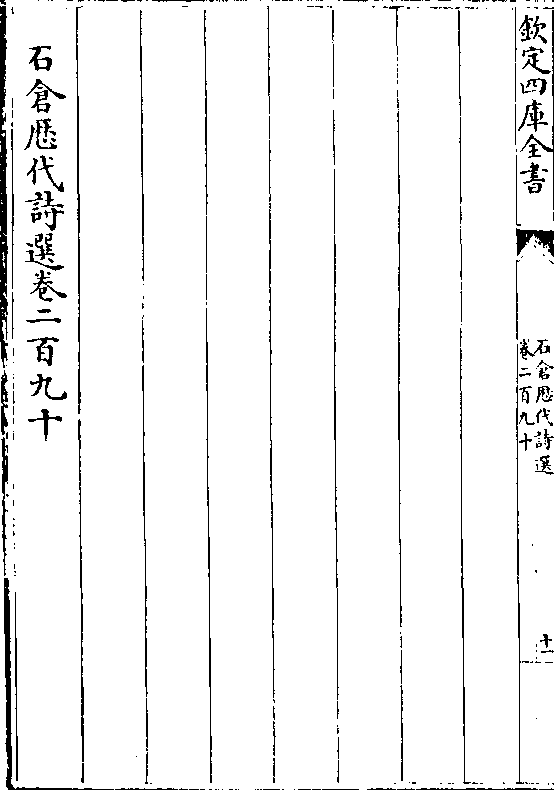 欽定四庫全書
石倉歴代詩選
卷二百九十
十一
石倉歴代詩選卷二百九十